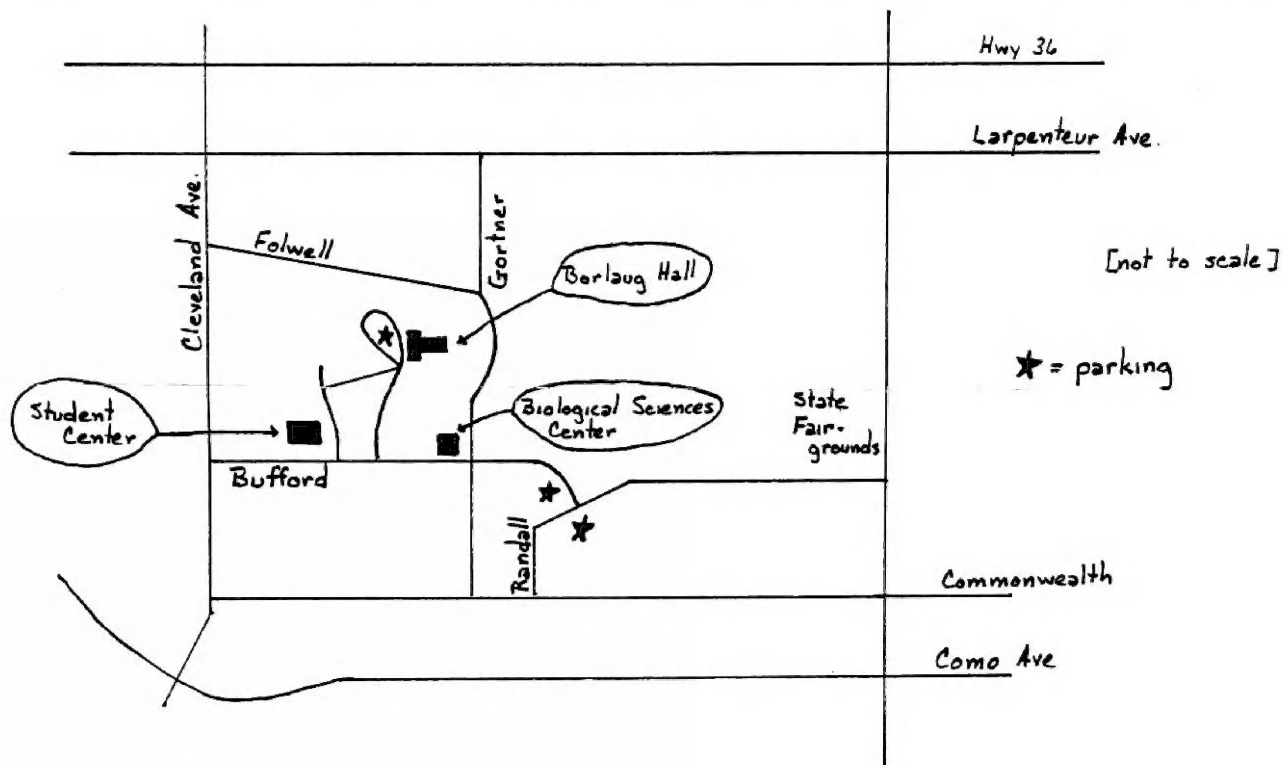 Hwy 36
Larpenteur Ave.
Cleveland Ave.
Folwell
Gortner
Borlaug Hall
[not to scale]
★ = parking
Student
Center
Biological Sciences
Center
State
Fair-
grounds
Bufford
Randall
Commonwealth
Como Ave